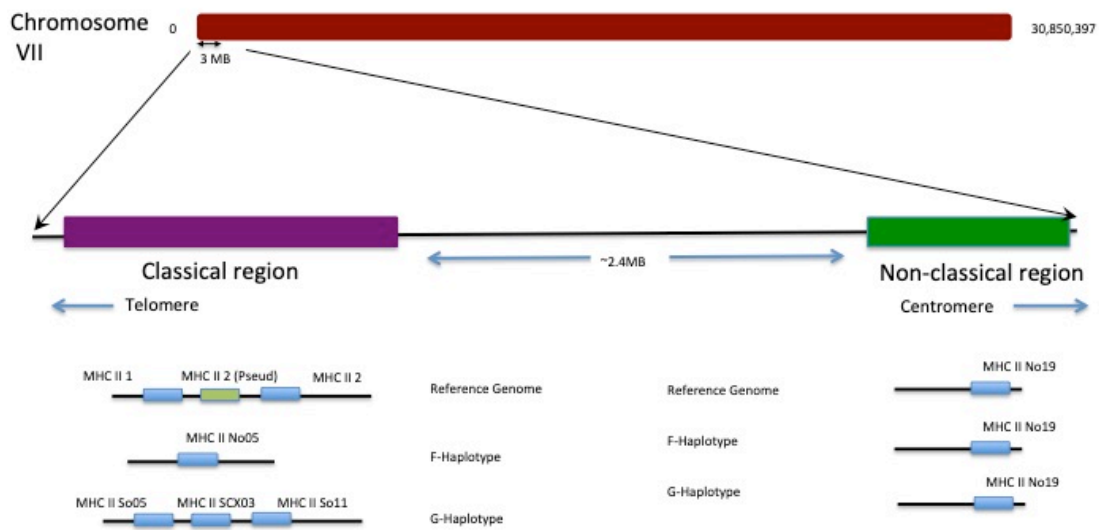 Chromosome
VII
0
30,850,397
3 MB
~2.4MB
Classical region
Non-classical region
Telomere
Centromere
MHC II 1
MHC II 2 (Pseud)
MHC II 2
Reference Genome
Reference Genome
MHC II No19
MHC II No05
F-Haplotype
F-Haplotype
MHC II No19
MHC II So05
MHC II SCX03
MHC II So11
G-Haplotype
G-Haplotype
MHC II No19